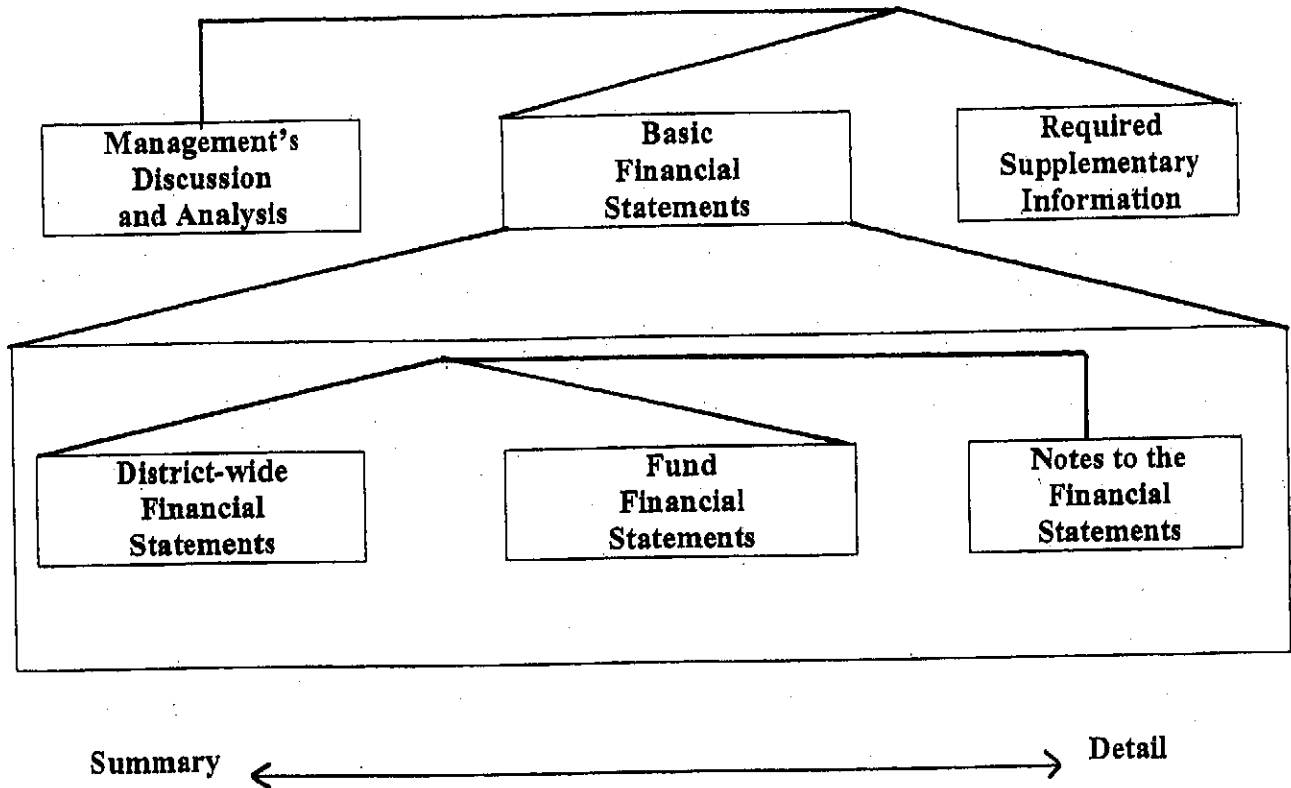 Management's
Discussion
and Analysis
Basic
Financial
Statements
Required
Supplementary
Information
District-wide
Financial
Statements
Fund
Financial
Statements
Notes to the
Financial
Statements
Summary
Detail